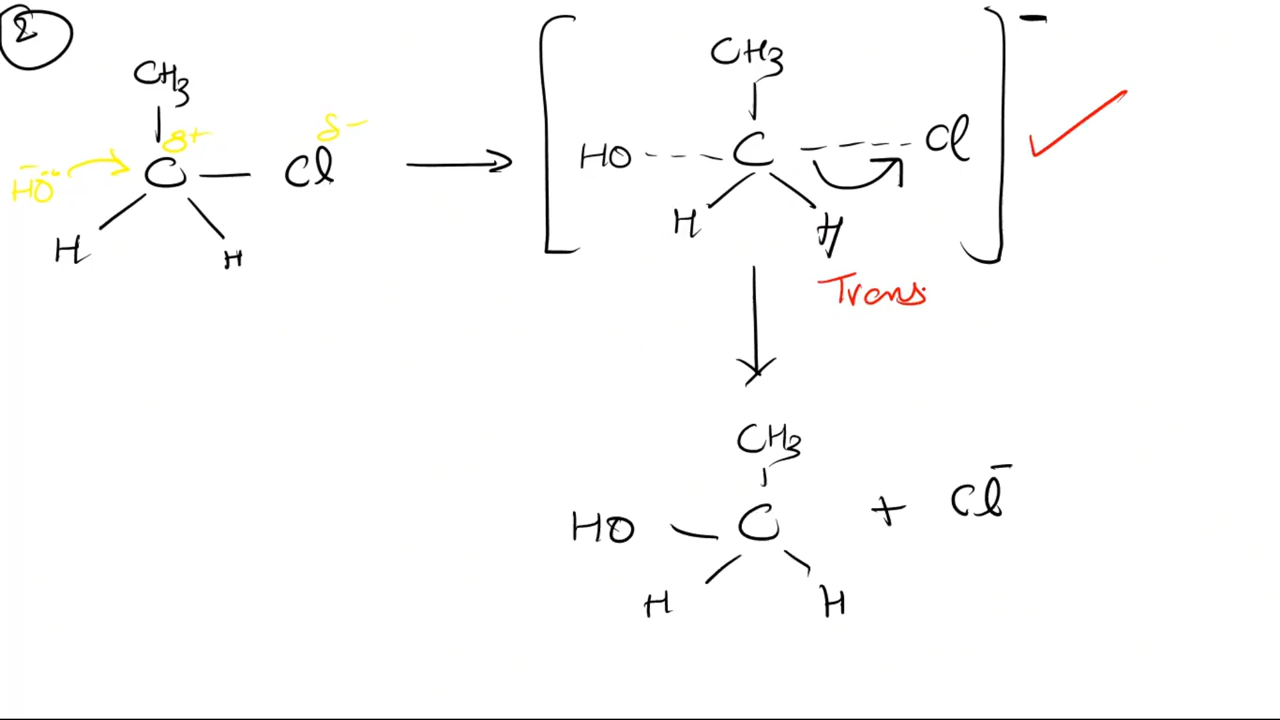 2
CH3
δ+
δ-
HO:⁻
C — Cl
H
H
CH3
HO --- C ---- Cl
H
H
-
Trans
CH3
HO — C + Cl⁻
H
H